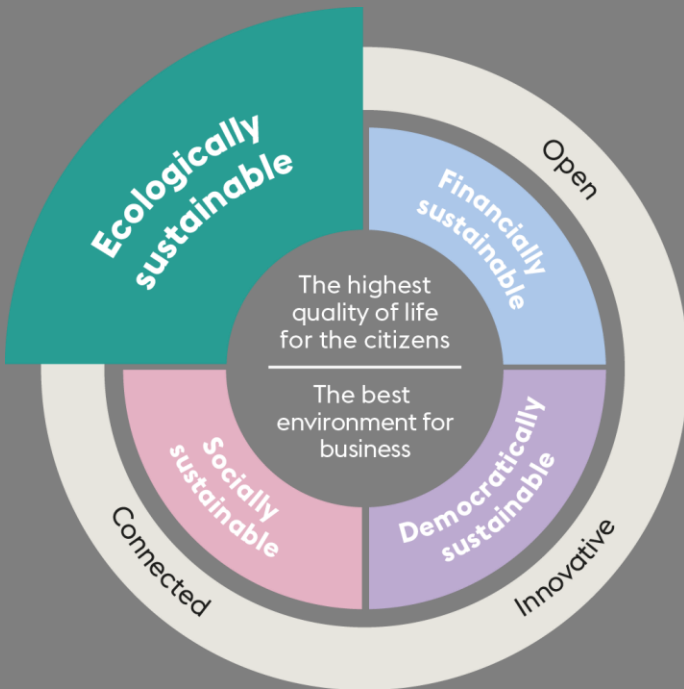 Ecologically
sustainable
Open
Financially
sustainable
The highest
quality of life
for the citizens
The best
environment for
business
Socially
sustainable
Democratically
sustainable
Connected
Innovative